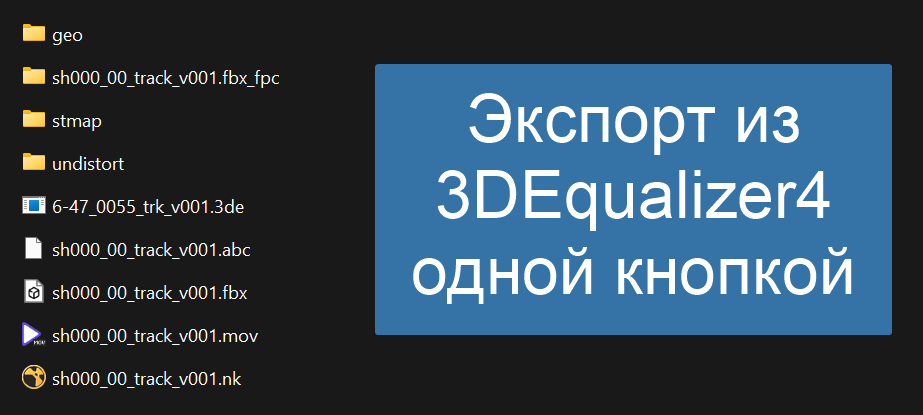 geo
sh000_00_track_v001.fbx_fpc
stmap
undistort
6-47_0055_trk_v001.3de
sh000_00_track_v001.abc
sh000_00_track_v001.fbx
MOV
sh000_00_track_v001.mov
sh000_00_track_v001.nk
Экспорт из
3DEqualizer4
одной кнопкой